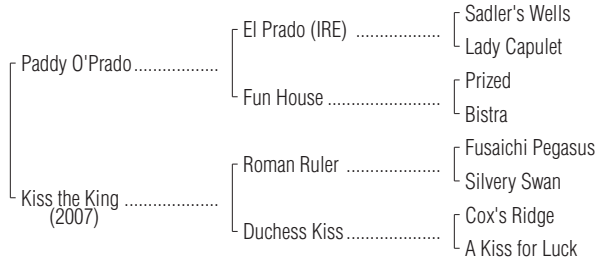 Sadler's Wells
El Prado (IRE) ..................
Lady Capulet
Paddy O'Prado..................
Prized
Fun House ........................
Bistra
Fusaichi Pegasus
Roman Ruler ....................
Silvery Swan
Kiss the King ....................
(2007)
Cox's Ridge
Duchess Kiss....................
A Kiss for Luck